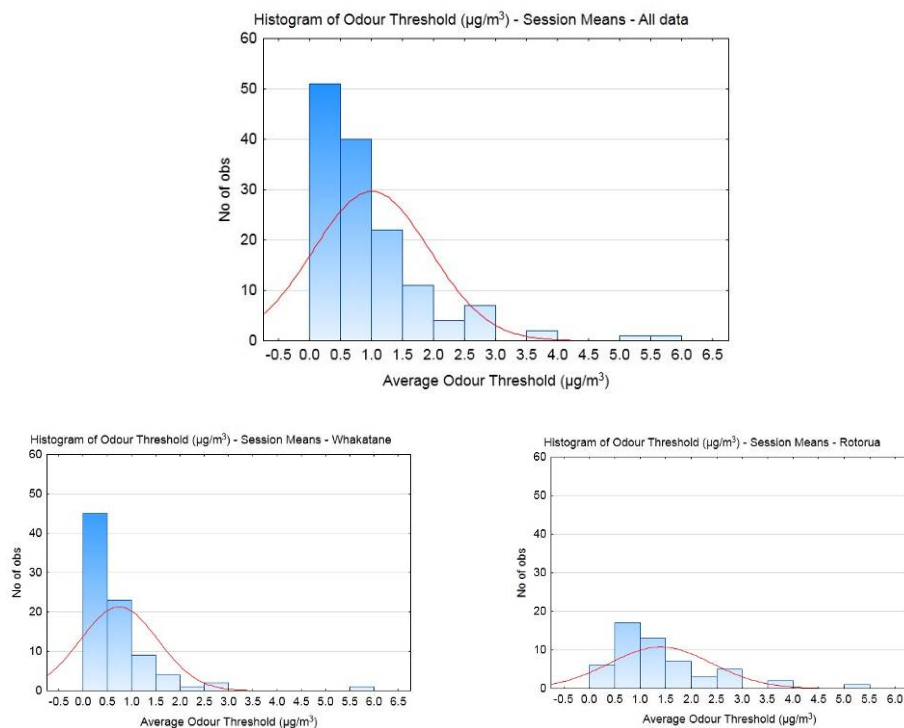 Histogram of Odour Threshold (µg/m³) - Session Means - All data
60
50
40
30
20
10
0
No of obs
-0.5 0.0 0.5 1.0 1.5 2.0 2.5 3.0 3.5 4.0 4.5 5.0 5.5 6.0 6.5
Average Odour Threshold (µg/m³)
Histogram of Odour Threshold (µg/m³) - Session Means - Whakatane
60
50
40
30
20
10
0
No of obs
-0.5 0.0 0.5 1.0 1.5 2.0 2.5 3.0 3.5 4.0 4.5 5.0 5.5 6.0 6.5
Average Odour Threshold (µg/m³)
Histogram of Odour Threshold (µg/m³) - Session Means - Rotorua
60
50
40
30
20
10
0
No of obs
-0.5 0.0 0.5 1.0 1.5 2.0 2.5 3.0 3.5 4.0 4.5 5.0 5.5 6.0
Average Odour Threshold (µg/m³)